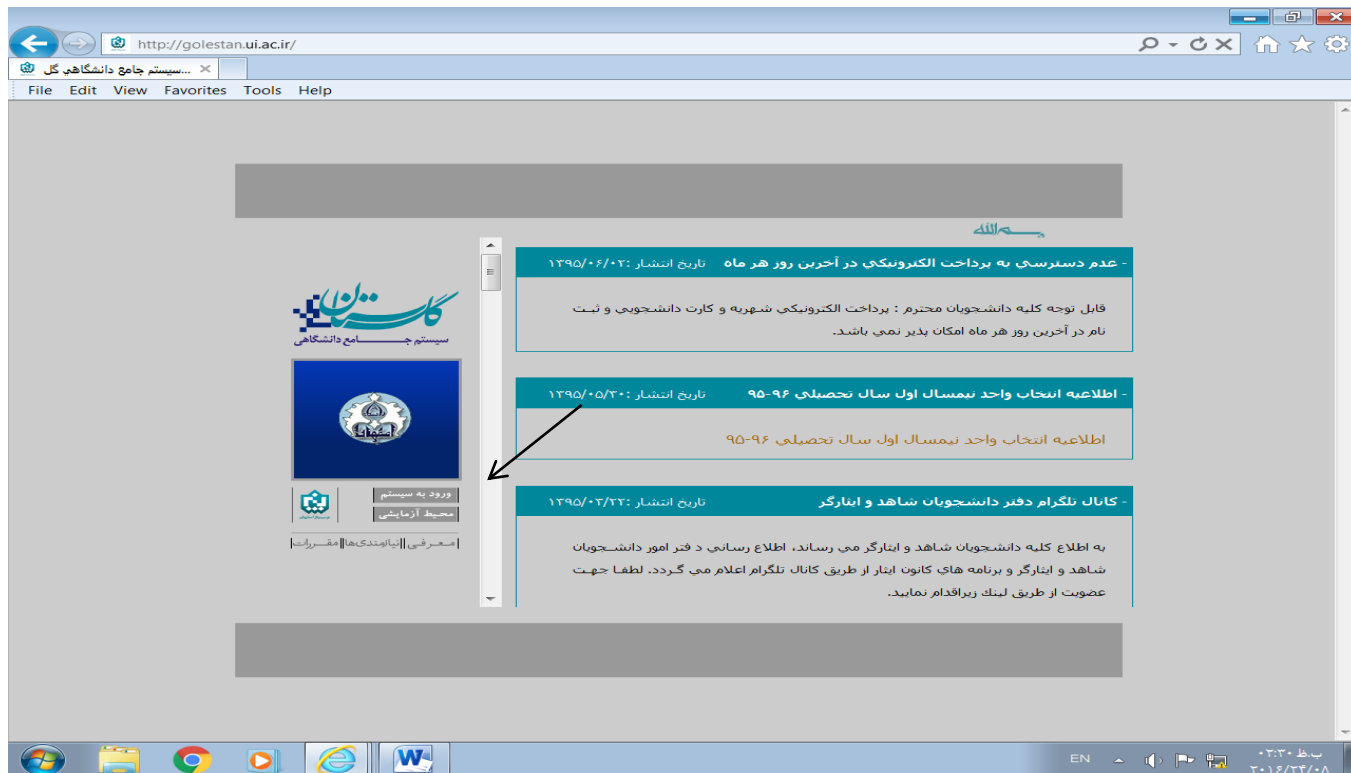 http://golestan.ui.ac.ir/
سیستم جامع دانشگاهي گل...
File Edit View Favorites Tools Help
- عدم دسترسي به پرداخت الكترونيكي در آخرين روز هر ماه تاريخ انتشار :۱۳۹۵/۰۶/۰۲
قابل توجه كليه دانشجويان محترم : پرداخت الكترونيكي شهريه و كارت دانشجويي و ثبت
نام در آخرين روز هر ماه امكان پذير نمي باشد.
- اطلاعيه انتخاب واحد نيمسال اول سال تحصيلي ۹۶-۹۵ تاريخ انتشار :۱۳۹۵/۰۵/۳۰
اطلاعيه انتخاب واحد نيمسال اول سال تحصيلي ۹۶-۹۵
- كانال تلگرام دفتر دانشجويان شاهد و ايثارگر تاريخ انتشار :۱۳۹۵/۰۳/۲۲
به اطلاع كليه دانشجويان شاهد و ايثارگر مي رساند، اطلاع رساني د فتر امور دانشجويان
شاهد و ايثارگر و برنامه هاي كانون ايثار از طريق كانال تلگرام اعلام مي گردد. لطفا جهت
عضويت از طريق لينك زيراقدام نماييد.
گلستان
سیستم جامع دانشگاهی
اصفهان
ورود به سیستم
محیط آزمایشی
معرفی || نیازمندی‌ها || مقررات
EN
۰۲:۳۰ ب.ظ
۲۰۱۶/۲۴/۰۸